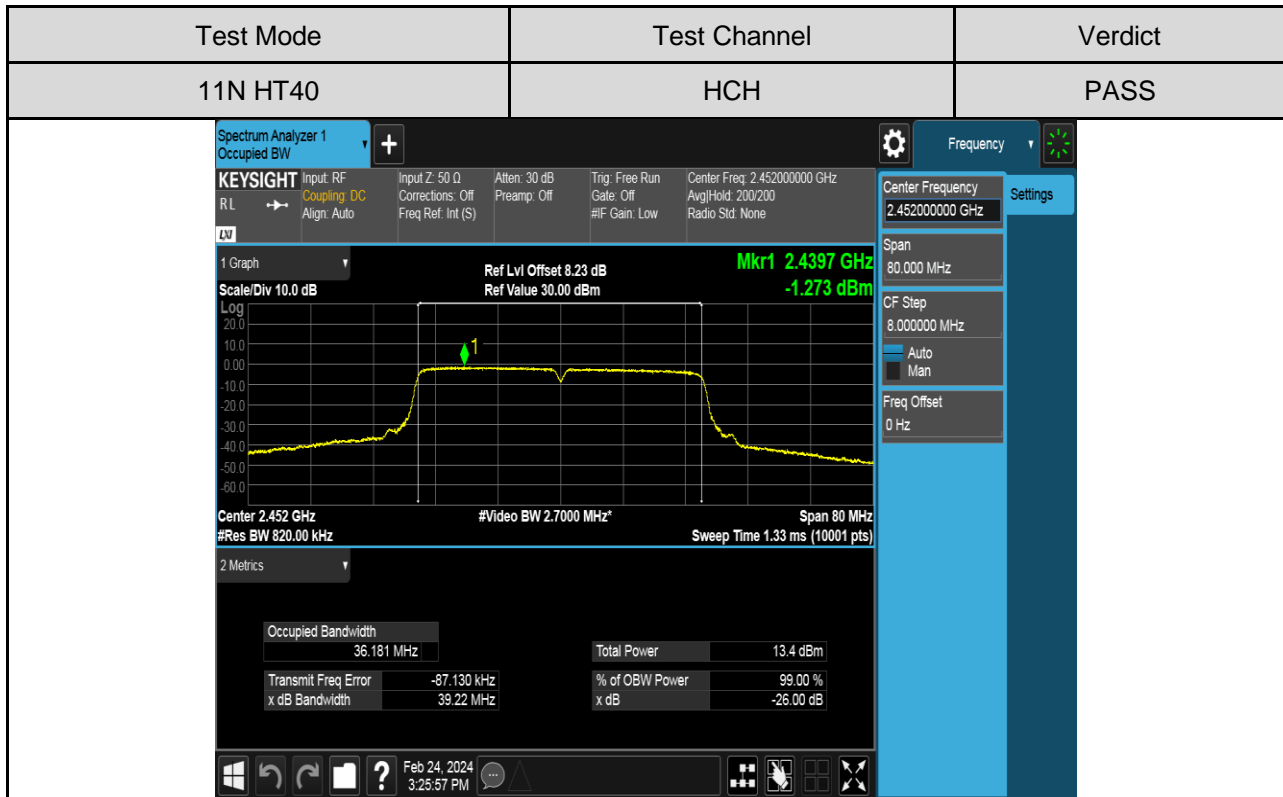 Test Mode
Test Channel
Verdict
11N HT40
HCH
PASS
Spectrum Analyzer 1
Occupied BW
+
Frequency
KEYSIGHT
RL
LXI
Input: RF
Coupling: DC
Align: Auto
Input Z: 50 Ω
Corrections: Off
Freq Ref: Int (S)
Atten: 30 dB
Preamp: Off
Trig: Free Run
Gate: Off
#IF Gain: Low
Center Freq: 2.452000000 GHz
Avg|Hold: 200/200
Radio Std: None
Center Frequency
2.452000000 GHz
Settings
Span
80.000 MHz
CF Step
8.000000 MHz
Auto
Man
Freq Offset
0 Hz
1 Graph
Scale/Div 10.0 dB
Ref Lvl Offset 8.23 dB
Ref Value 30.00 dBm
Mkr1 2.4397 GHz
-1.273 dBm
Log
20.0
10.0
0.00
-10.0
-20.0
-30.0
-40.0
-50.0
-60.0
1
Center 2.452 GHz
#Video BW 2.7000 MHz*
Span 80 MHz
#Res BW 820.00 kHz
Sweep Time 1.33 ms (10001 pts)
2 Metrics
Occupied Bandwidth
36.181 MHz
Total Power 13.4 dBm
Transmit Freq Error -87.130 kHz
% of OBW Power 99.00 %
x dB Bandwidth 39.22 MHz
x dB -26.00 dB
?
Feb 24, 2024
3:25:57 PM